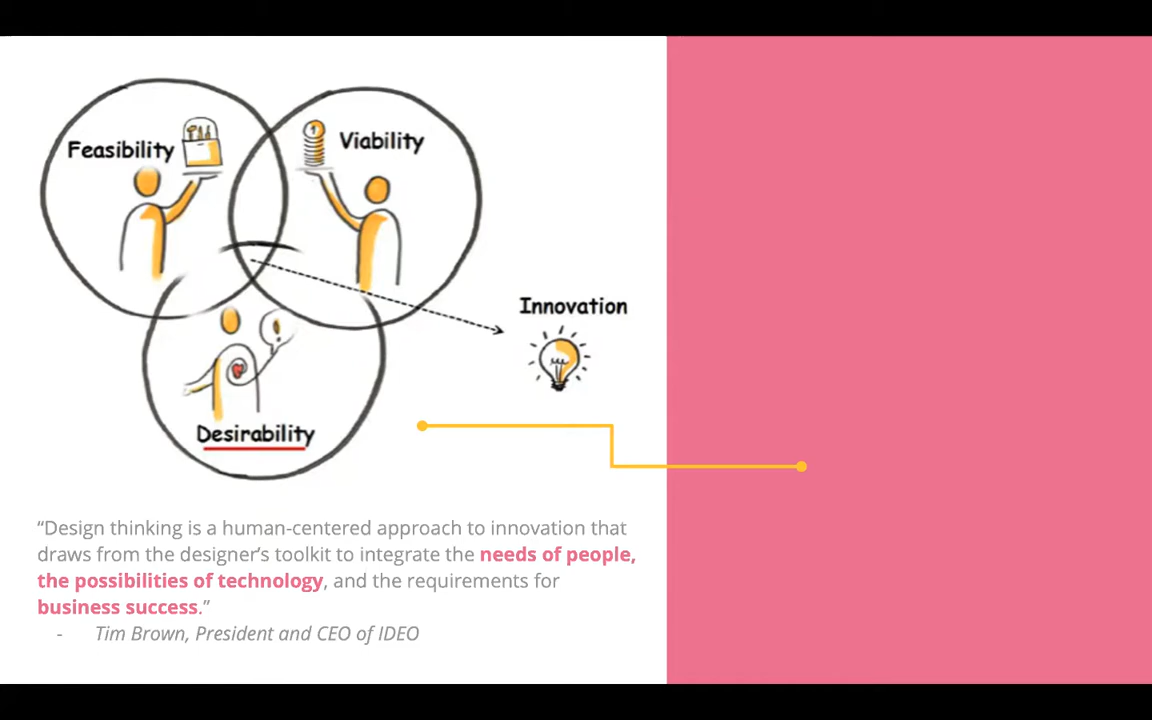 Feasibility
Viability
Innovation
Desirability
“Design thinking is a human-centered approach to innovation that
draws from the designer’s toolkit to integrate the needs of people,
the possibilities of technology, and the requirements for
business success.”
- Tim Brown, President and CEO of IDEO